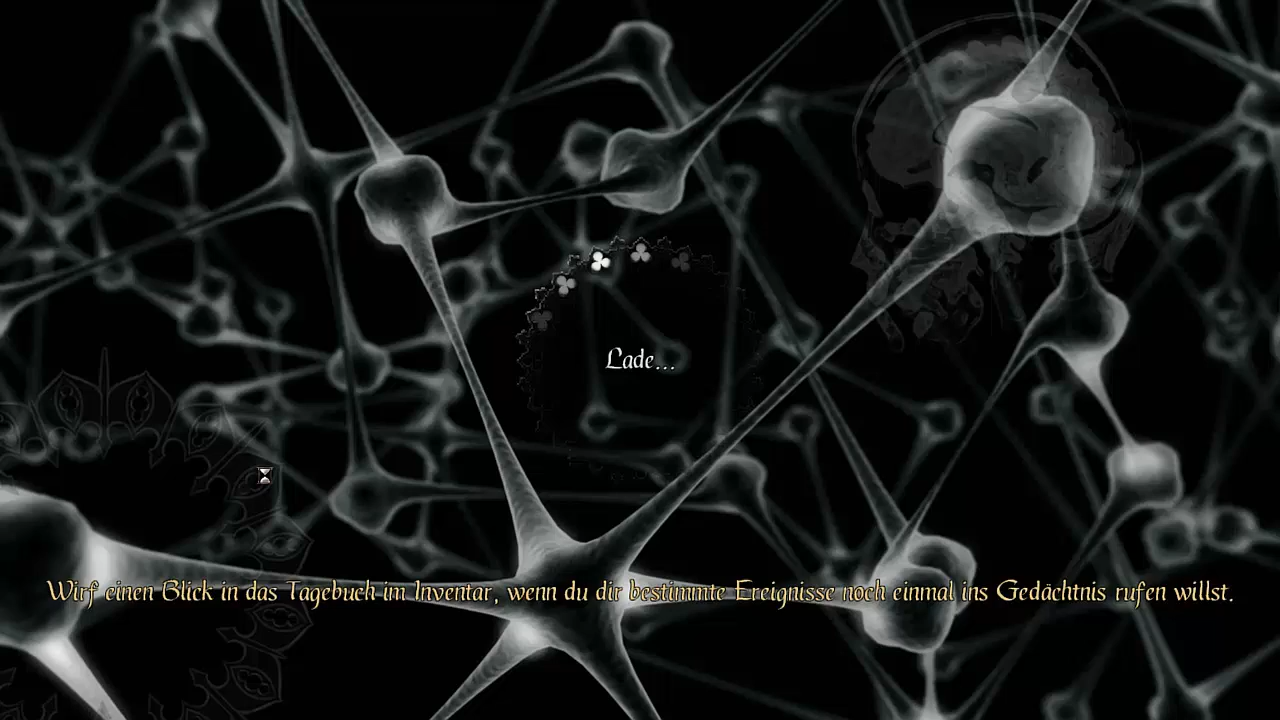 Lade...
Wirf einen Blick in das Tagebuch im Inventar, wenn du dir bestimmte Ereignisse noch einmal ins Gedächtnis rufen willst.